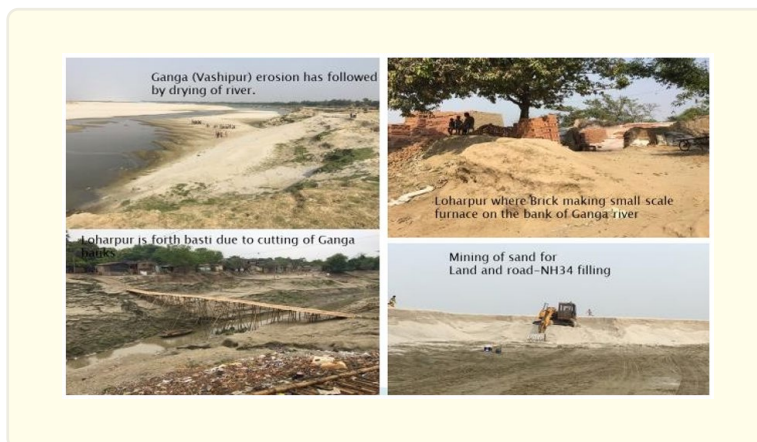 Ganga (Vashipur) erosion has followed
by drying of river.
Loharpur where Brick making small scale
furnace on the bank of Ganga river
Loharpur is forth basti due to cutting of Ganga
Mining of sand for
Land and road-NH34 filling